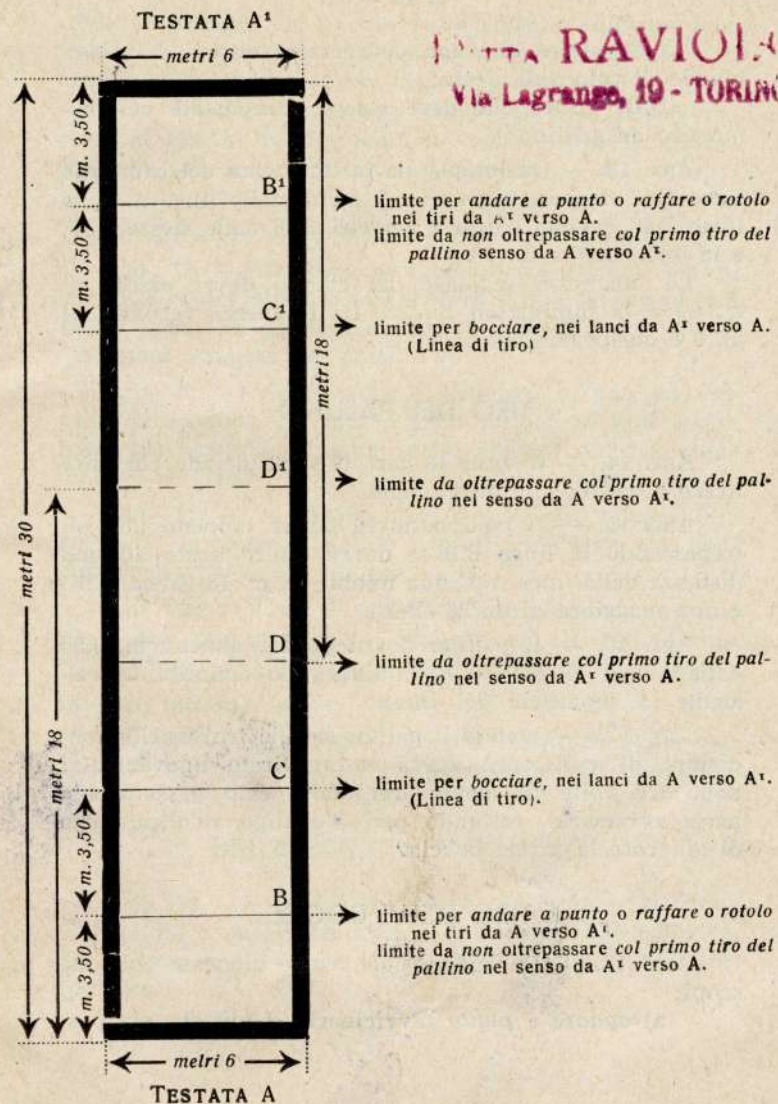 TESTATA A¹
metri 6
RAVIOLA
Via Lagrange, 19 - TORINO
m. 3,50
B¹
limite per andare a punto o raffare o rotolo
nei tiri da A¹ verso A.
limite da non oltrepassare col primo tiro del
pallino senso da A verso A¹.
m. 3,50
C¹
limite per bocciare, nei lanci da A¹ verso A.
(Linea di tiro)
metri 18
D¹
limite da oltrepassare col primo tiro del pal-
lino nel senso da A verso A¹.
metri 30
D
limite da oltrepassare col primo tiro del pal-
lino nel senso da A¹ verso A.
metri 18
C
limite per bocciare, nei lanci da A verso A¹.
(Linea di tiro).
m. 3,50
B
limite per andare a punto o raffare o rotolo
nei tiri da A verso A¹.
limite da non oltrepassare col primo tiro del
pallino nel senso da A¹ verso A.
m. 3,50
metri 6
TESTATA A